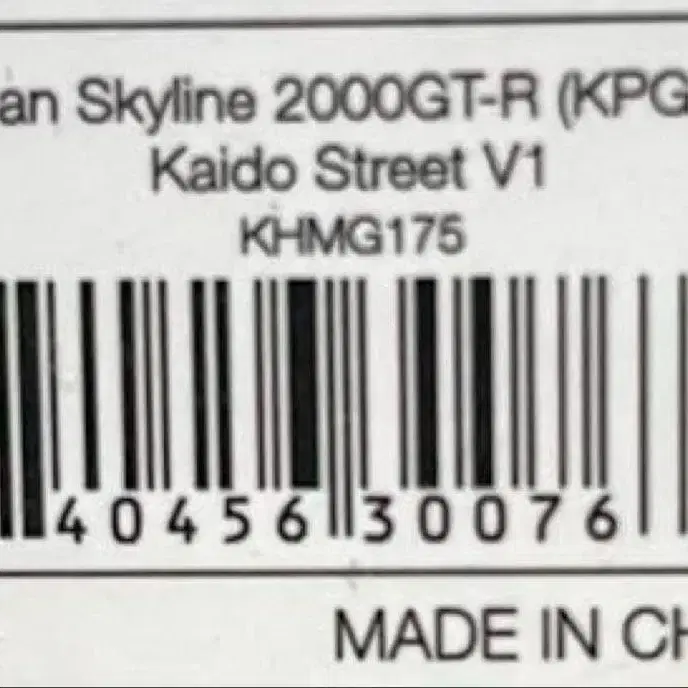 an Skyline 2000GT-R (KPG
Kaido Street V1
KHMG175
40456 30076
MADE IN CH